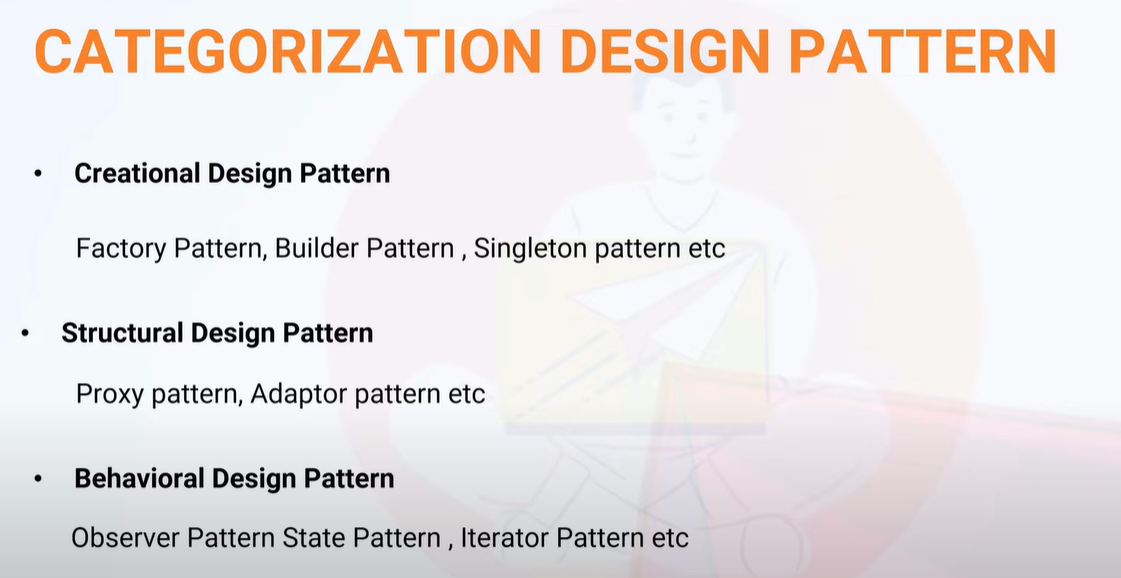 CATEGORIZATION DESIGN PATTERN
• Creational Design Pattern
Factory Pattern, Builder Pattern , Singleton pattern etc
• Structural Design Pattern
Proxy pattern, Adaptor pattern etc
• Behavioral Design Pattern
Observer Pattern State Pattern , Iterator Pattern etc